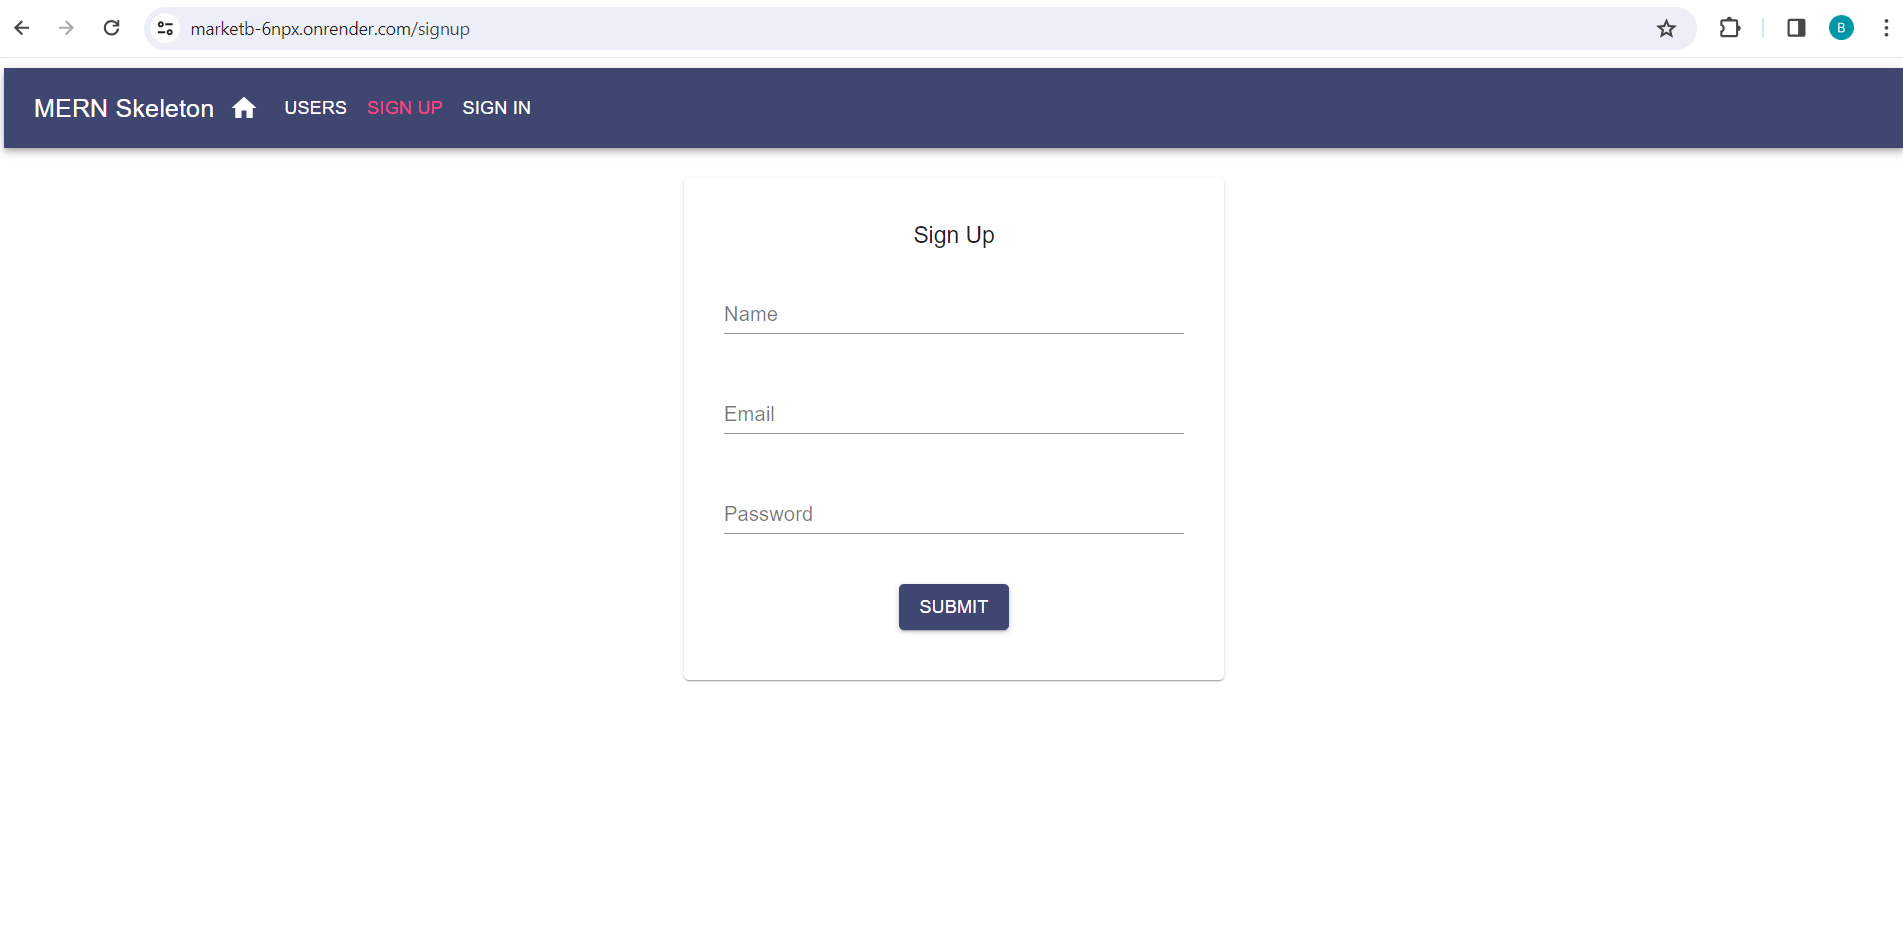 marketb-6npx.onrender.com/signup
B
MERN Skeleton USERS SIGN UP SIGN IN
Sign Up
Name
Email
Password
SUBMIT